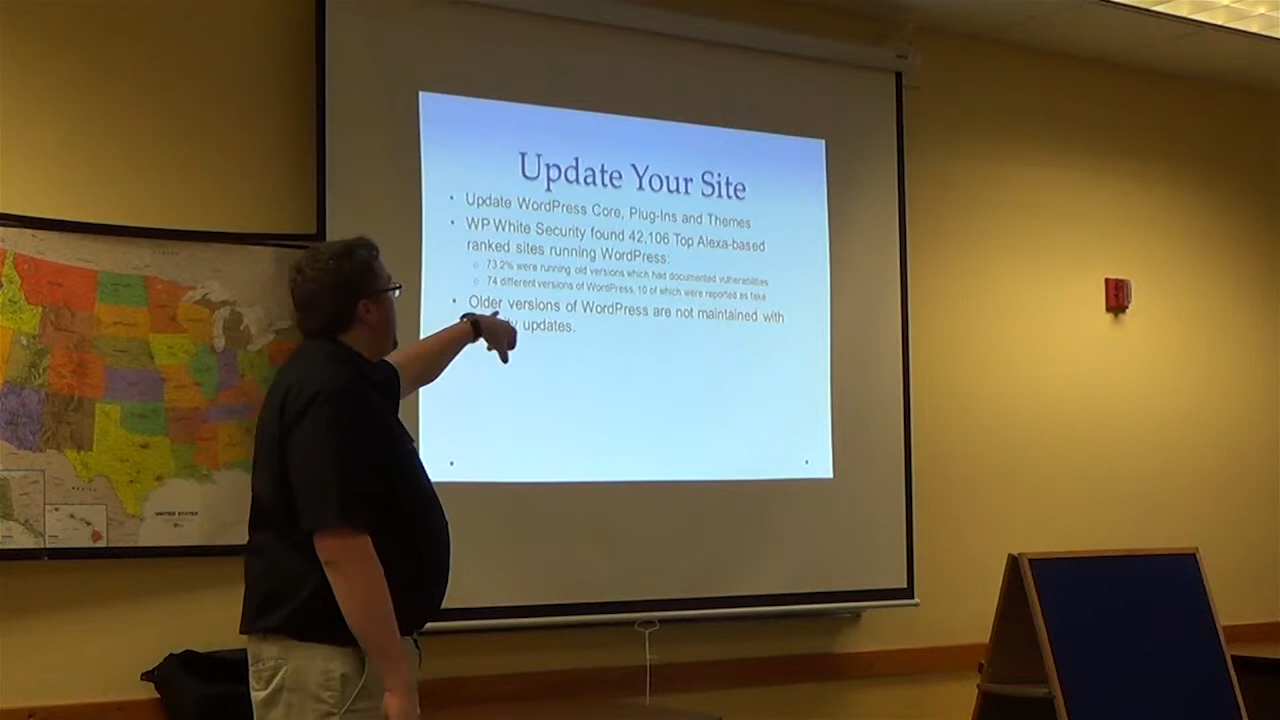 Update Your Site
• Update WordPress Core, Plug-Ins and Themes
• WP White Security found 42,106 Top Alexa-based
ranked sites running WordPress:
○ 73.2% were running old versions which had documented vulnerabilities
○ 74 different versions of WordPress, 10 of which were reported as fake
• Older versions of WordPress are not maintained with
updates.
UNITED STATES